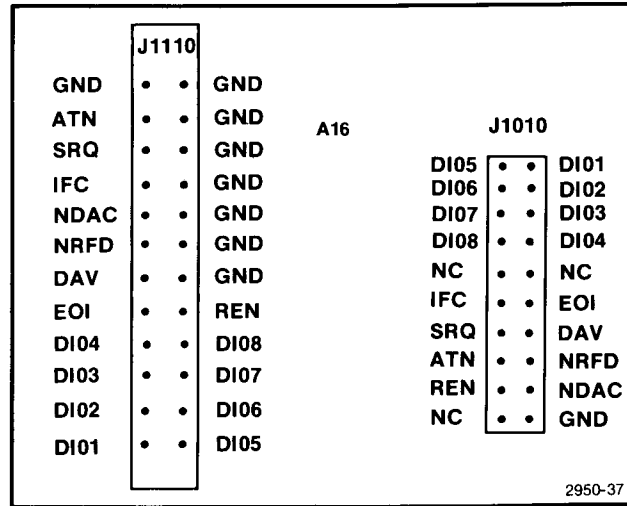 J1110
GND GND
ATN GND
SRQ GND
IFC GND
NDAC GND
NRFD GND
DAV GND
EOI REN
DI04 DI08
DI03 DI07
DI02 DI06
DI01 DI05
A16
J1010
DI05 DI01
DI06 DI02
DI07 DI03
DI08 DI04
NC NC
IFC EOI
SRQ DAV
ATN NRFD
REN NDAC
NC GND
2950-37